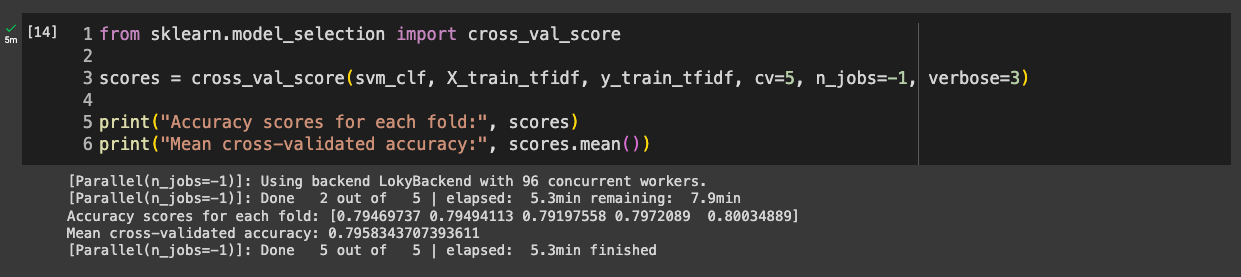 [14]
5m
1 from sklearn.model_selection import cross_val_score
2
3 scores = cross_val_score(svm_clf, X_train_tfidf, y_train_tfidf, cv=5, n_jobs=-1, verbose=3)
4
5 print("Accuracy scores for each fold:", scores)
6 print("Mean cross-validated accuracy:", scores.mean())
[Parallel(n_jobs=-1)]: Using backend LokyBackend with 96 concurrent workers.
[Parallel(n_jobs=-1)]: Done   2 out of   5 | elapsed:  5.3min remaining:  7.9min
Accuracy scores for each fold: [0.79469737 0.79494113 0.79197558 0.7972089  0.80034889]
Mean cross-validated accuracy: 0.7958343707393611
[Parallel(n_jobs=-1)]: Done   5 out of   5 | elapsed:  5.3min finished